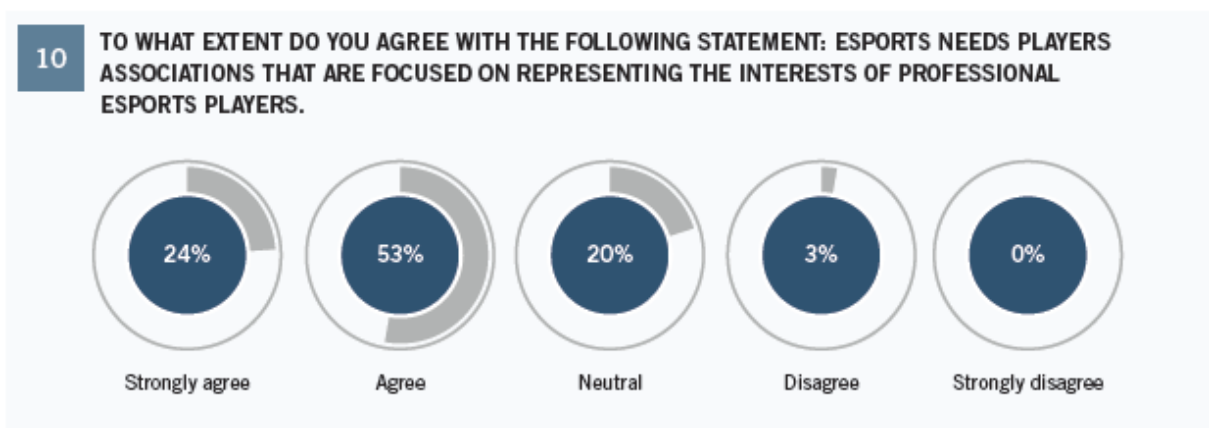 10
TO WHAT EXTENT DO YOU AGREE WITH THE FOLLOWING STATEMENT: ESPORTS NEEDS PLAYERS
ASSOCIATIONS THAT ARE FOCUSED ON REPRESENTING THE INTERESTS OF PROFESSIONAL
ESPORTS PLAYERS.
24% 53% 20% 3% 0%
Strongly agree Agree Neutral Disagree Strongly disagree